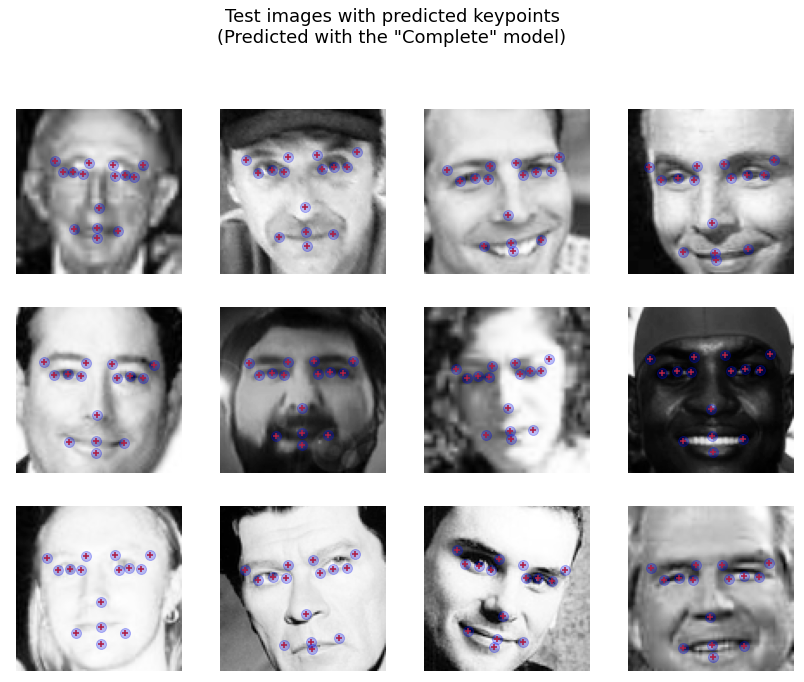 Test images with predicted keypoints
(Predicted with the "Complete" model)